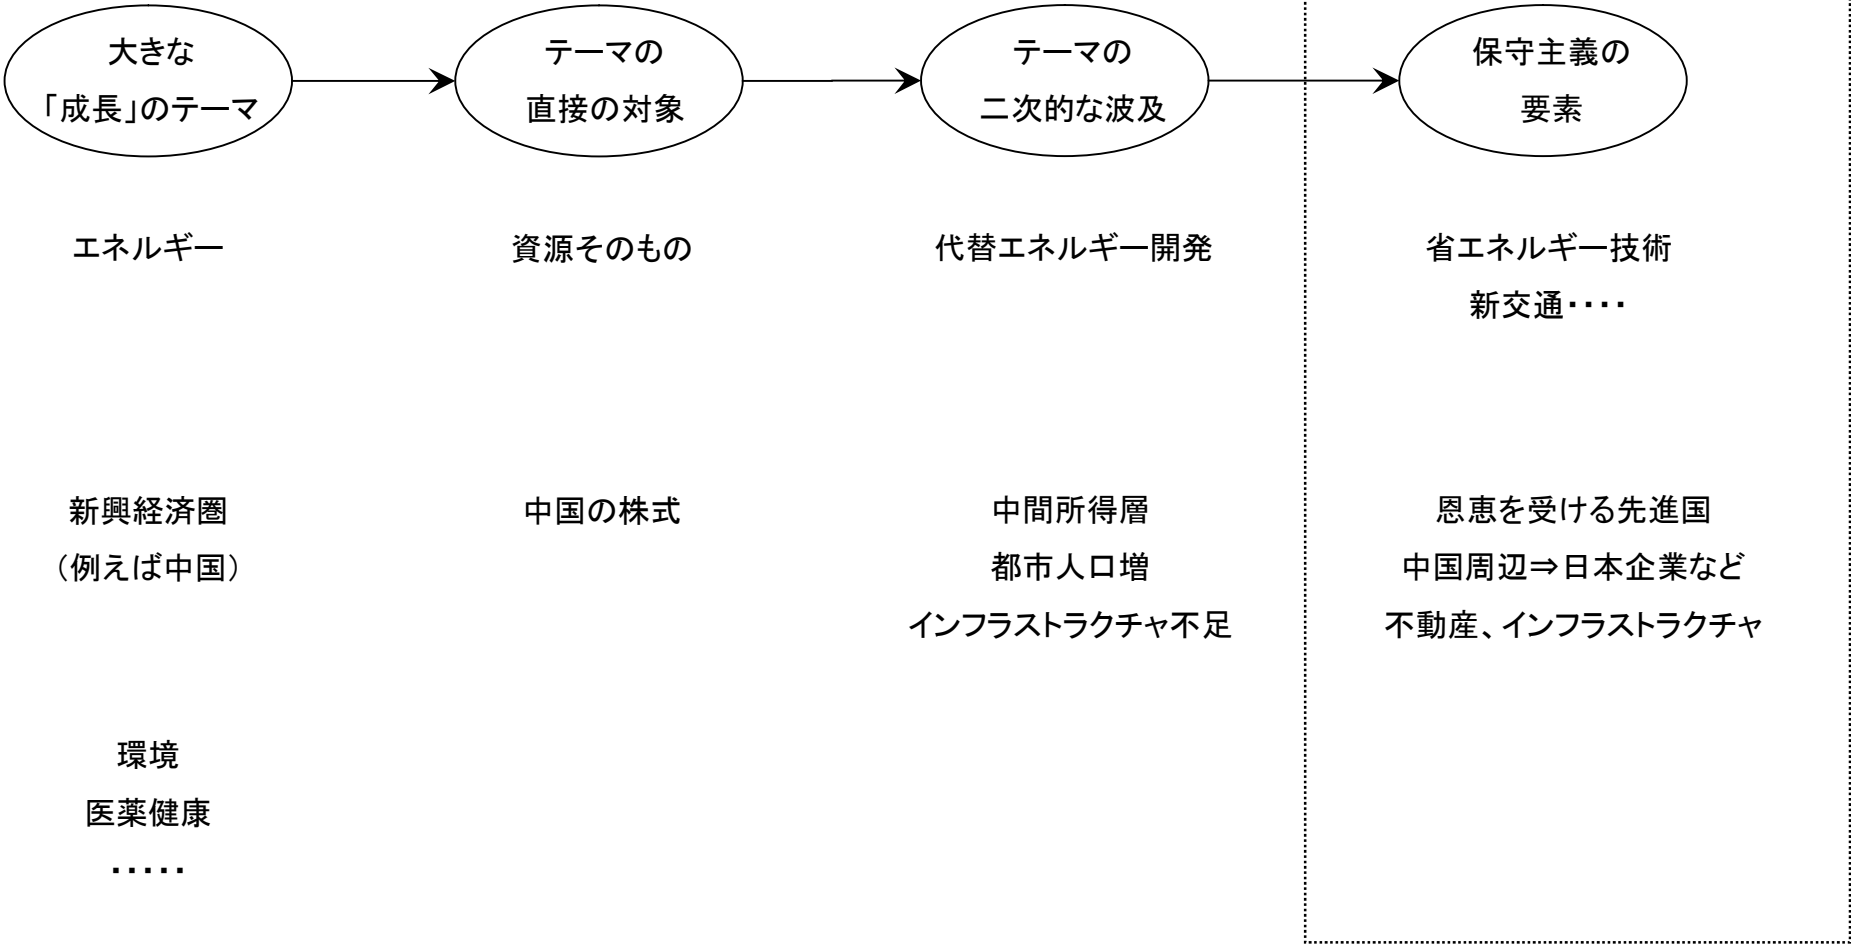 大きな
「成長」のテーマ
テーマの
直接の対象
テーマの
二次的な波及
保守主義の
要素
エネルギー
資源そのもの
代替エネルギー開発
省エネルギー技術
新交通・・・・
新興経済圏
（例えば中国）
中国の株式
中間所得層
都市人口増
インフラストラクチャ不足
恩恵を受ける先進国
中国周辺⇒日本企業など
不動産、インフラストラクチャ
環境
医薬健康
・・・・・